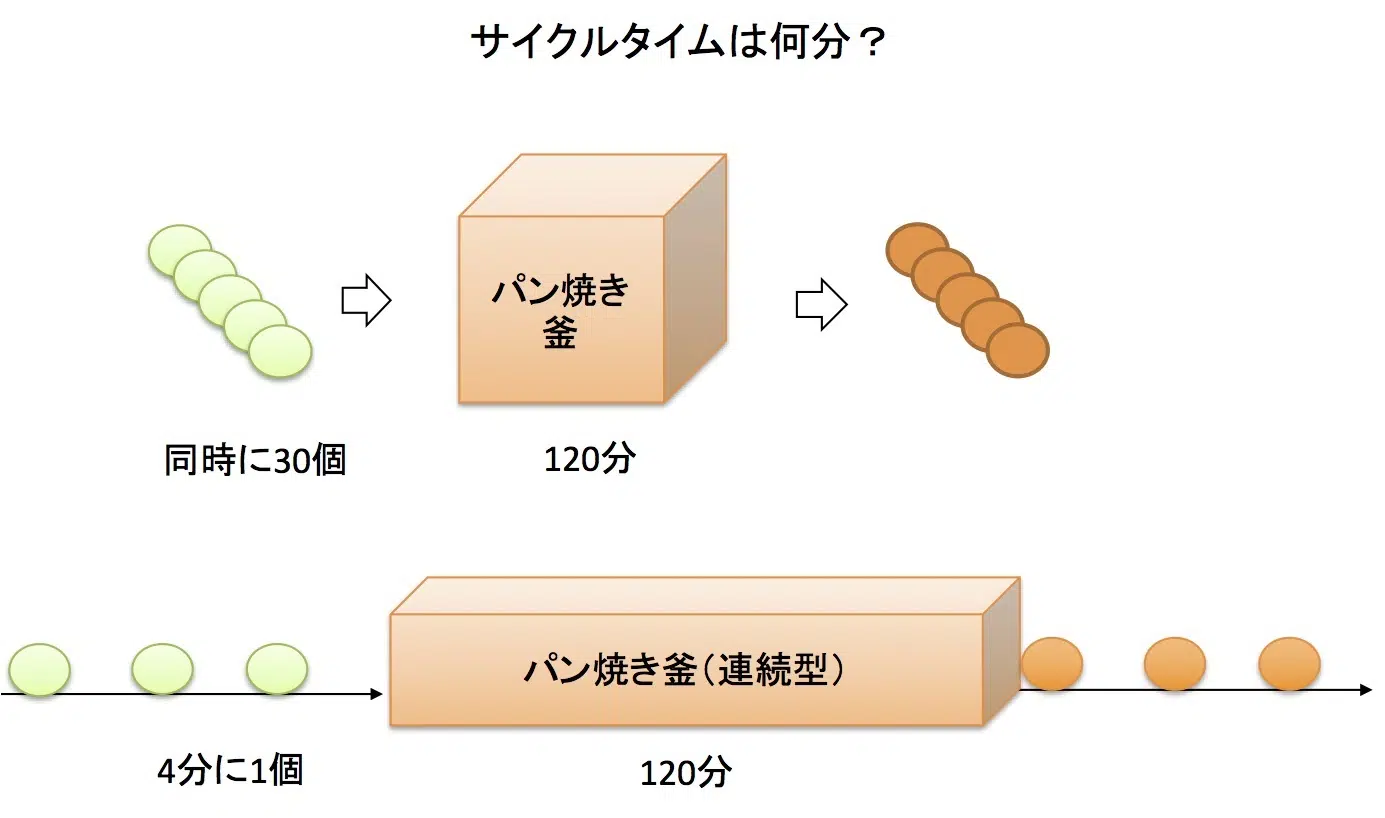 サイクルタイムは何分？
パン焼き
釜
同時に30個
120分
パン焼き釜（連続型）
4分に1個
120分